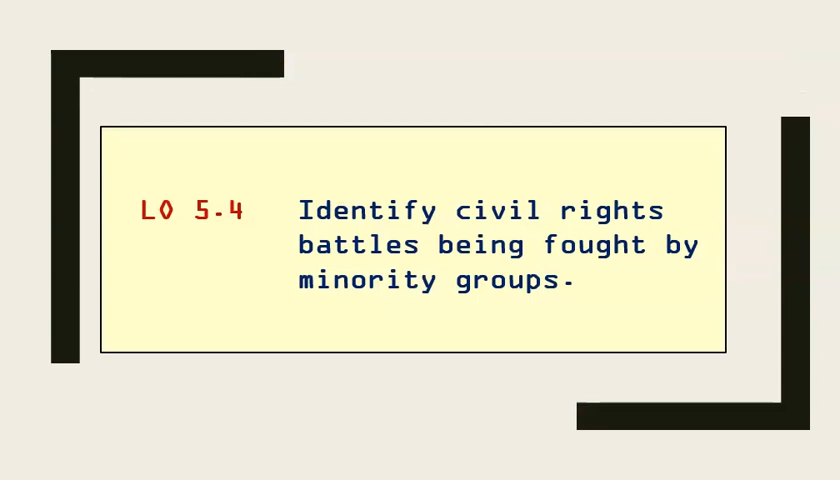 LO 5.4 Identify civil rights
battles being fought by
minority groups.